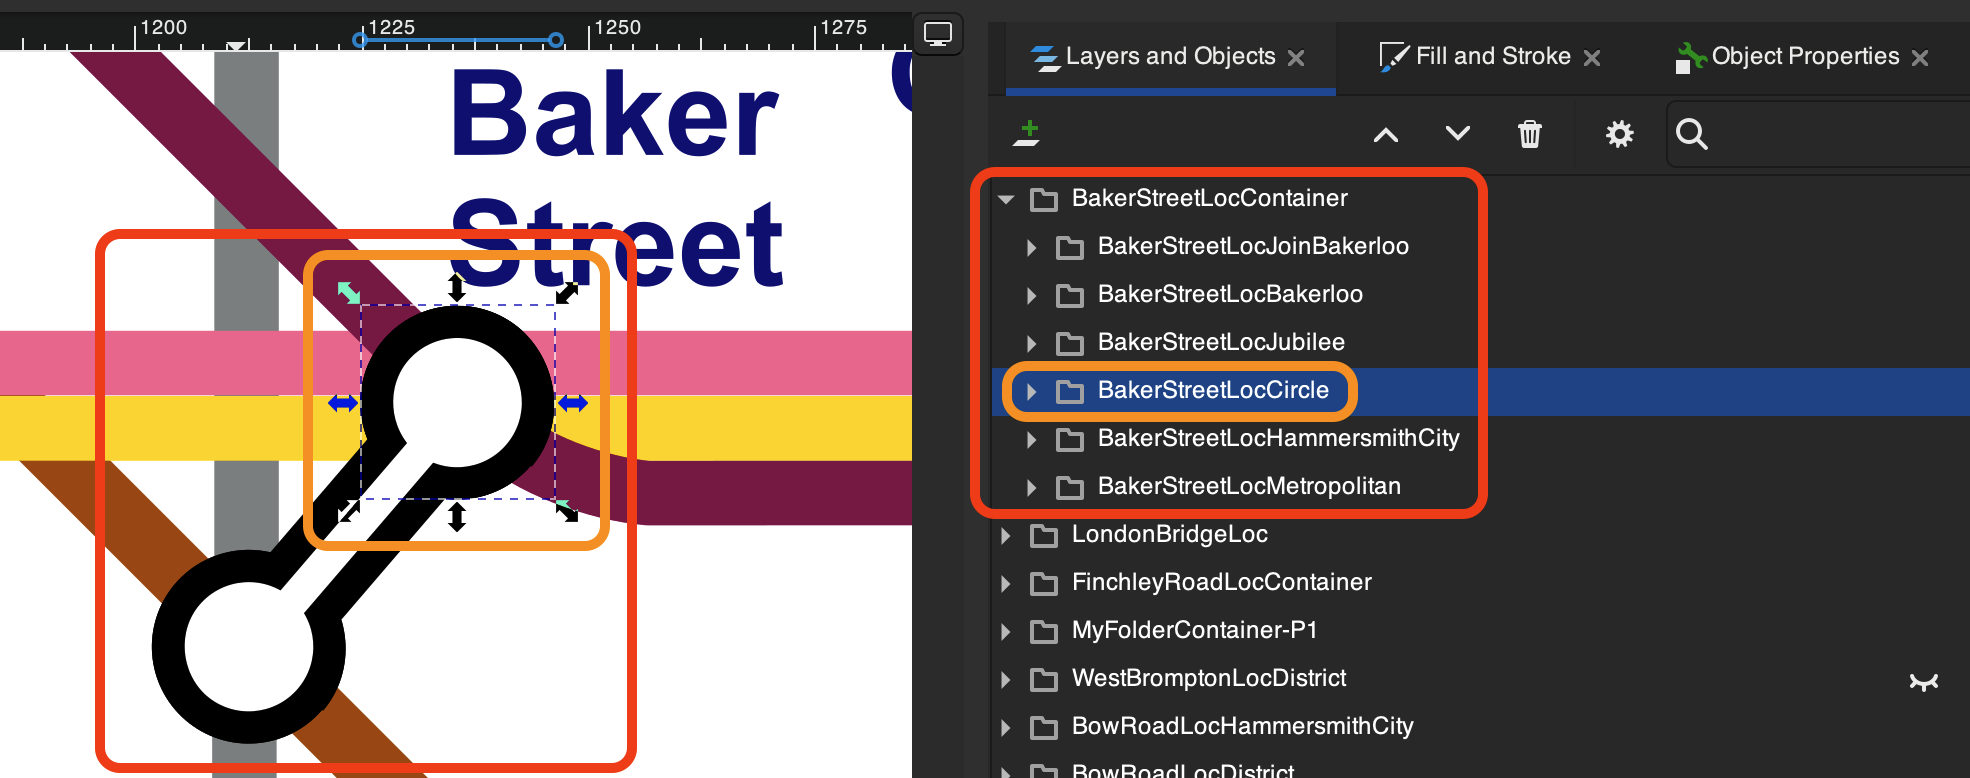 1200 1225 1250 1275
Baker
Street
Layers and Objects Fill and Stroke Object Properties
BakerStreetLocContainer
BakerStreetLocJoinBakerloo
BakerStreetLocBakerloo
BakerStreetLocJubilee
BakerStreetLocCircle
BakerStreetLocHammersmithCity
BakerStreetLocMetropolitan
LondonBridgeLoc
FinchleyRoadLocContainer
MyFolderContainer-P1
WestBromptonLocDistrict
BowRoadLocHammersmithCity
BowRoadLocDistrict